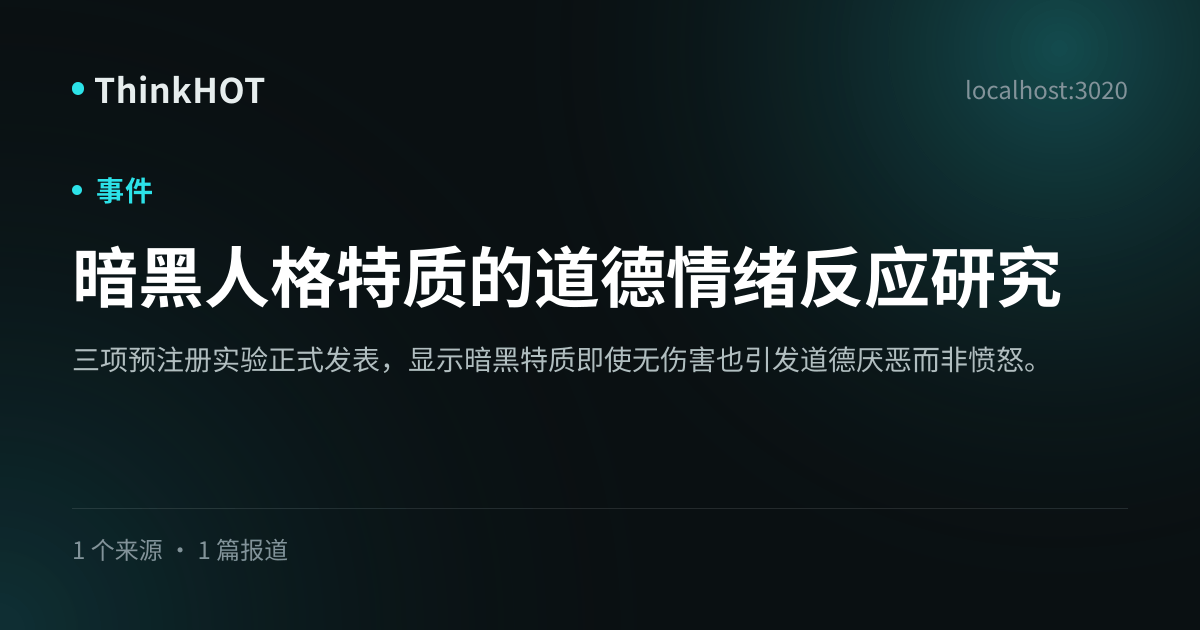 ThinkHOT
localhost:3020
事件
暗黑人格特质的道德情绪反应研究
三项预注册实验正式发表，显示暗黑特质即使无伤害也引发道德厌恶而非愤怒。
1 个来源 · 1 篇报道